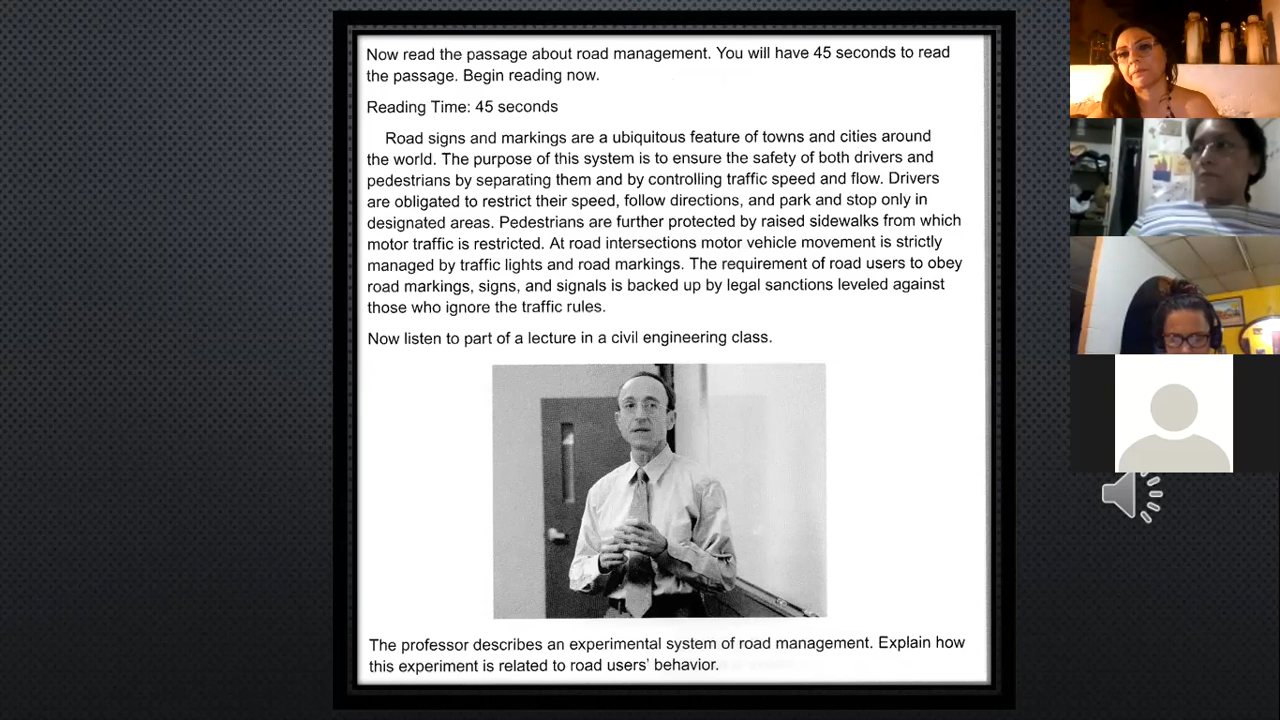 Now read the passage about road management. You will have 45 seconds to read
the passage. Begin reading now.
Reading Time: 45 seconds
Road signs and markings are a ubiquitous feature of towns and cities around
the world. The purpose of this system is to ensure the safety of both drivers and
pedestrians by separating them and by controlling traffic speed and flow. Drivers
are obligated to restrict their speed, follow directions, and park and stop only in
designated areas. Pedestrians are further protected by raised sidewalks from which
motor traffic is restricted. At road intersections motor vehicle movement is strictly
managed by traffic lights and road markings. The requirement of road users to obey
road markings, signs, and signals is backed up by legal sanctions leveled against
those who ignore the traffic rules.
Now listen to part of a lecture in a civil engineering class.
The professor describes an experimental system of road management. Explain how
this experiment is related to road users' behavior.